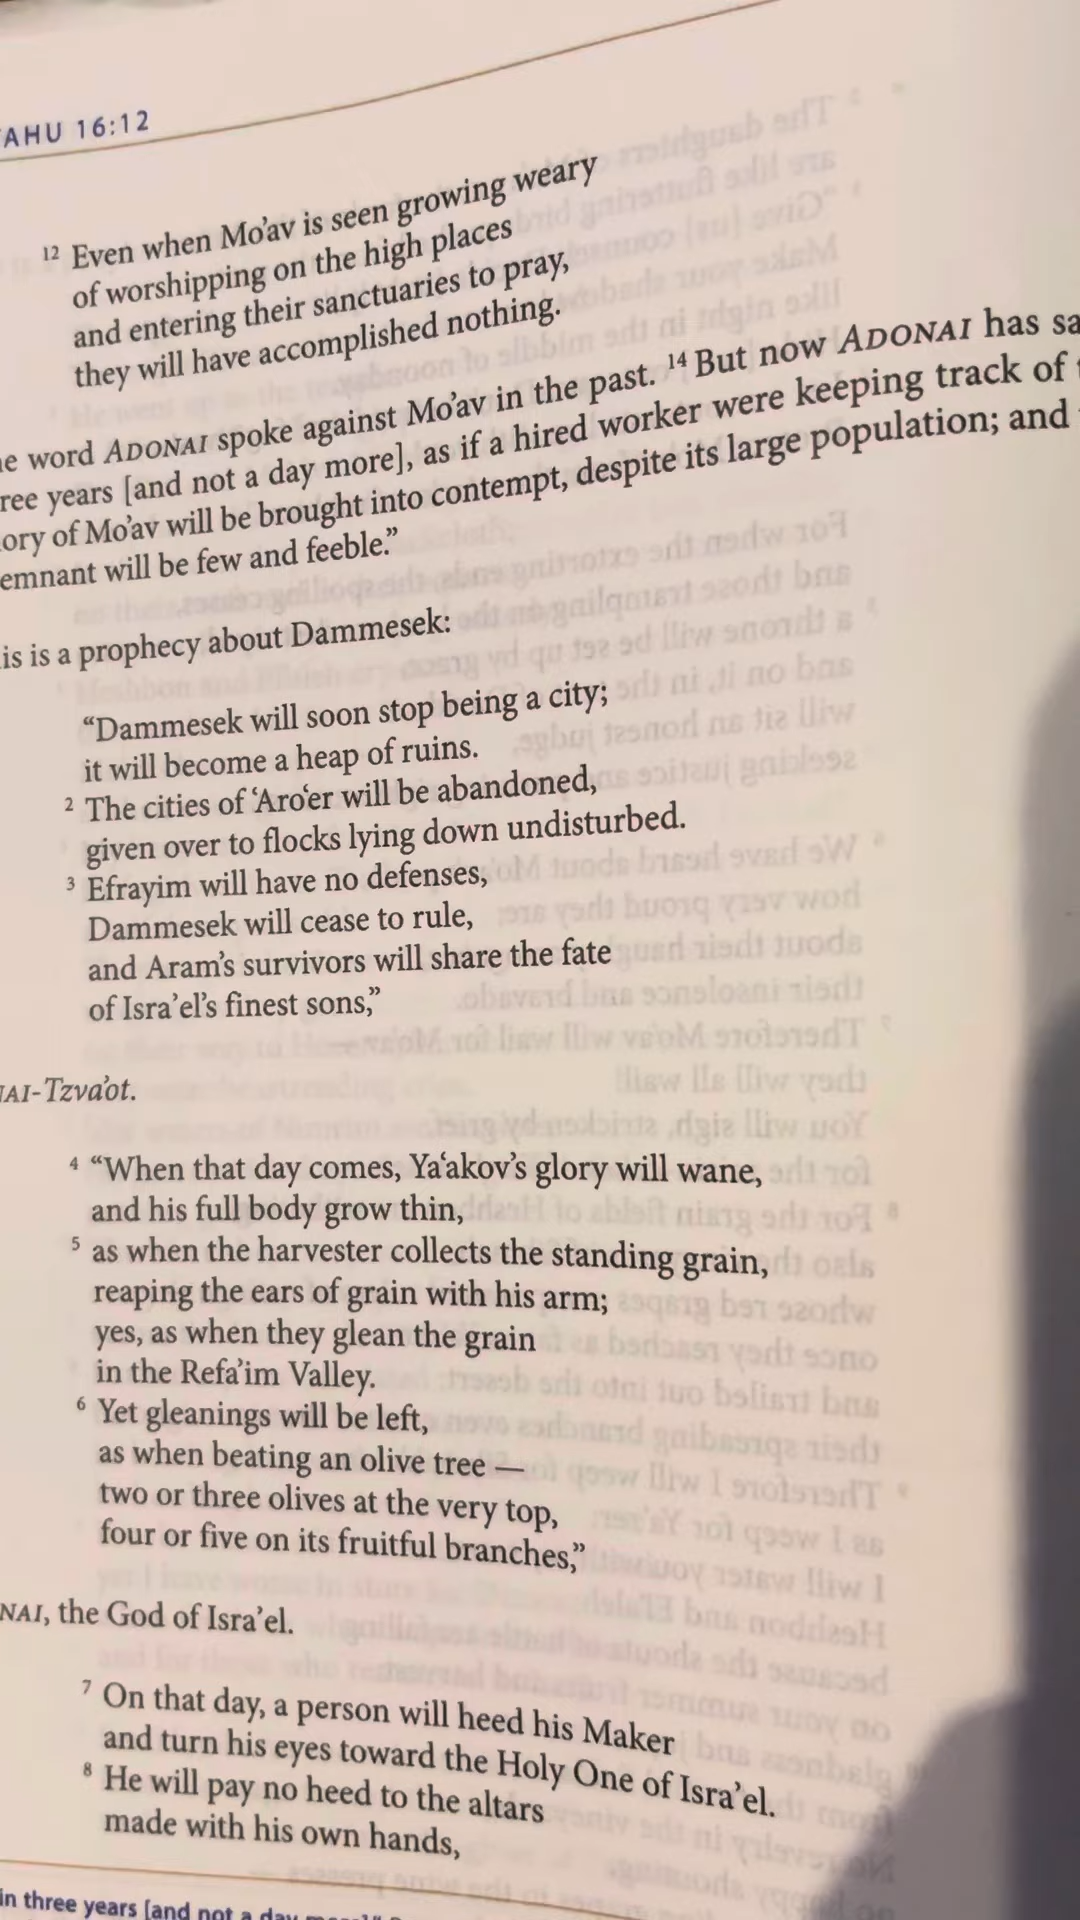 AHU 16:12
12 Even when Mo’av is seen growing weary
of worshipping on the high places
and entering their sanctuaries to pray,
they will have accomplished nothing.
word ADONAI spoke against Mo’av in the past. 14 But now ADONAI has
years [and not a day more], as if a hired worker were keeping track of
of Mo’av will be brought into contempt, despite its large population; and
will be few and feeble.”
is a prophecy about Dammesek:
“Dammesek will soon stop being a city;
it will become a heap of ruins.
2 The cities of ‘Aro‘er will be abandoned,
given over to flocks lying down undisturbed.
3 Efrayim will have no defenses,
Dammesek will cease to rule,
and Aram’s survivors will share the fate
of Isra’el’s finest sons,”
NAI-Tzva’ot.
4 “When that day comes, Ya‘akov’s glory will wane,
and his full body grow thin,
5 as when the harvester collects the standing grain,
reaping the ears of grain with his arm;
yes, as when they glean the grain
in the Refa’im Valley.
6 Yet gleanings will be left,
as when beating an olive tree —
two or three olives at the very top,
four or five on its fruitful branches,”
NAI, the God of Isra’el.
7 On that day, a person will heed his Maker
and turn his eyes toward the Holy One of Isra’el.
8 He will pay no heed to the altars
made with his own hands,
in three years [and not a day